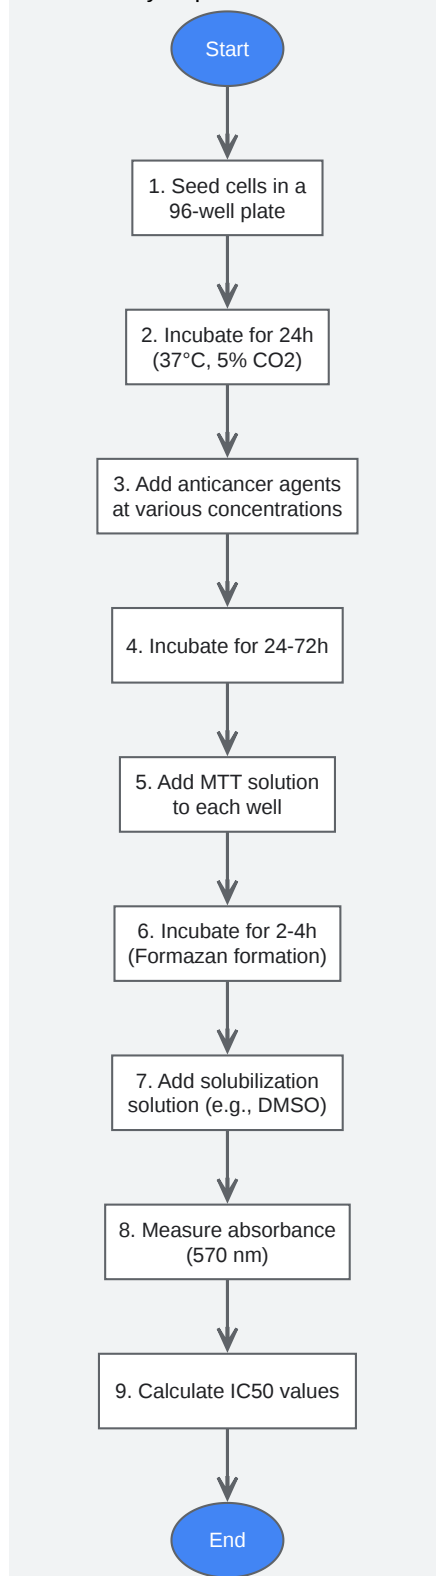 Start
1. Seed cells in a
96-well plate
2. Incubate for 24h
(37°C, 5% CO2)
3. Add anticancer agents
at various concentrations
4. Incubate for 24-72h
5. Add MTT solution
to each well
6. Incubate for 2-4h
(Formazan formation)
7. Add solubilization
solution (e.g., DMSO)
8. Measure absorbance
(570 nm)
9. Calculate IC50 values
End